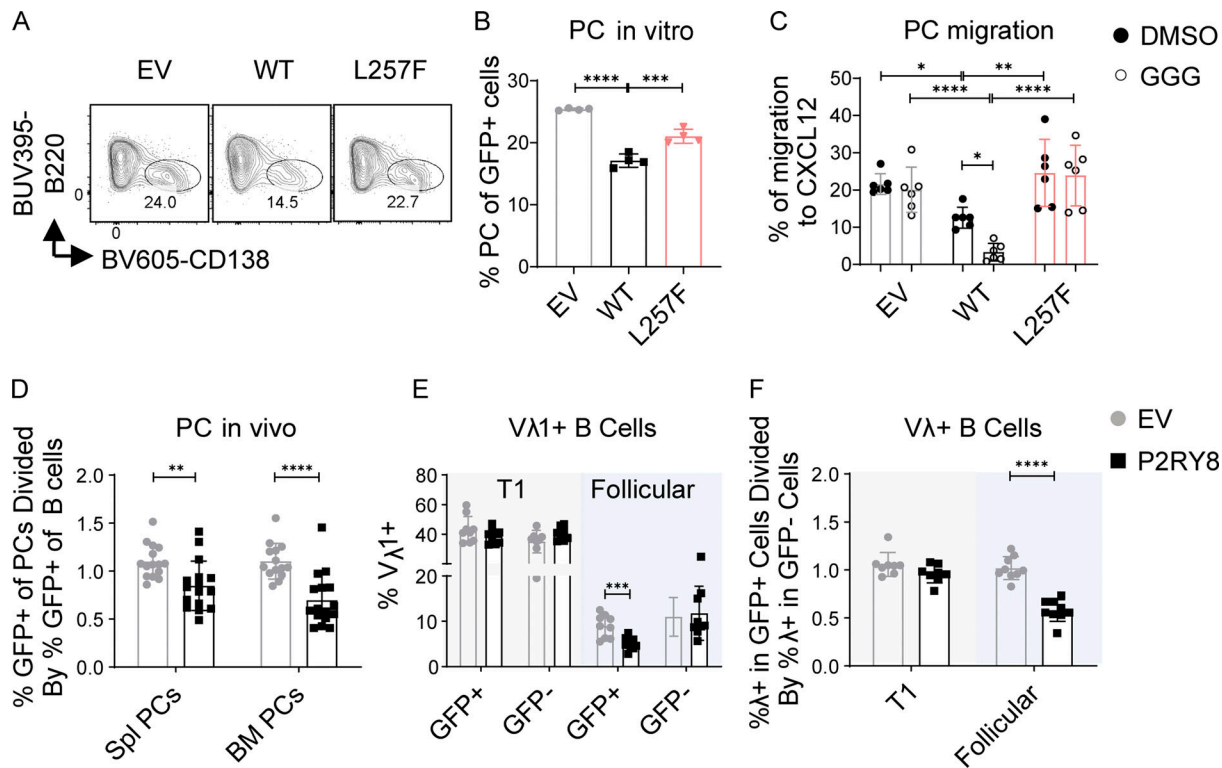 A
EV
WT
L257F
BUV395-
B220
0
24.0
14.5
22.7
0
BV605-CD138
B
PC in vitro
% PC of GFP+ cells
30
20
10
0
****
***
EV
WT
L257F
C
PC migration
DMSO
GGG
% of migration
to CXCL12
50
40
30
20
10
0
*
**
****
****
*
EV
WT
L257F
D
PC in vivo
% GFP+ of PCs Divided
By % GFP+ of B cells
2.0
1.5
1.0
0.5
0.0
**
****
Spl PCs
BM PCs
E
Vλ1+ B Cells
T1
Follicular
% Vλ1+
80
60
40
20
10
0
***
GFP+
GFP-
GFP+
GFP-
F
Vλ+ B Cells
EV
P2RY8
%λ+ in GFP+ Cells Divided
By % λ+ in GFP- Cells
2.0
1.5
1.0
0.5
0.0
****
T1
Follicular